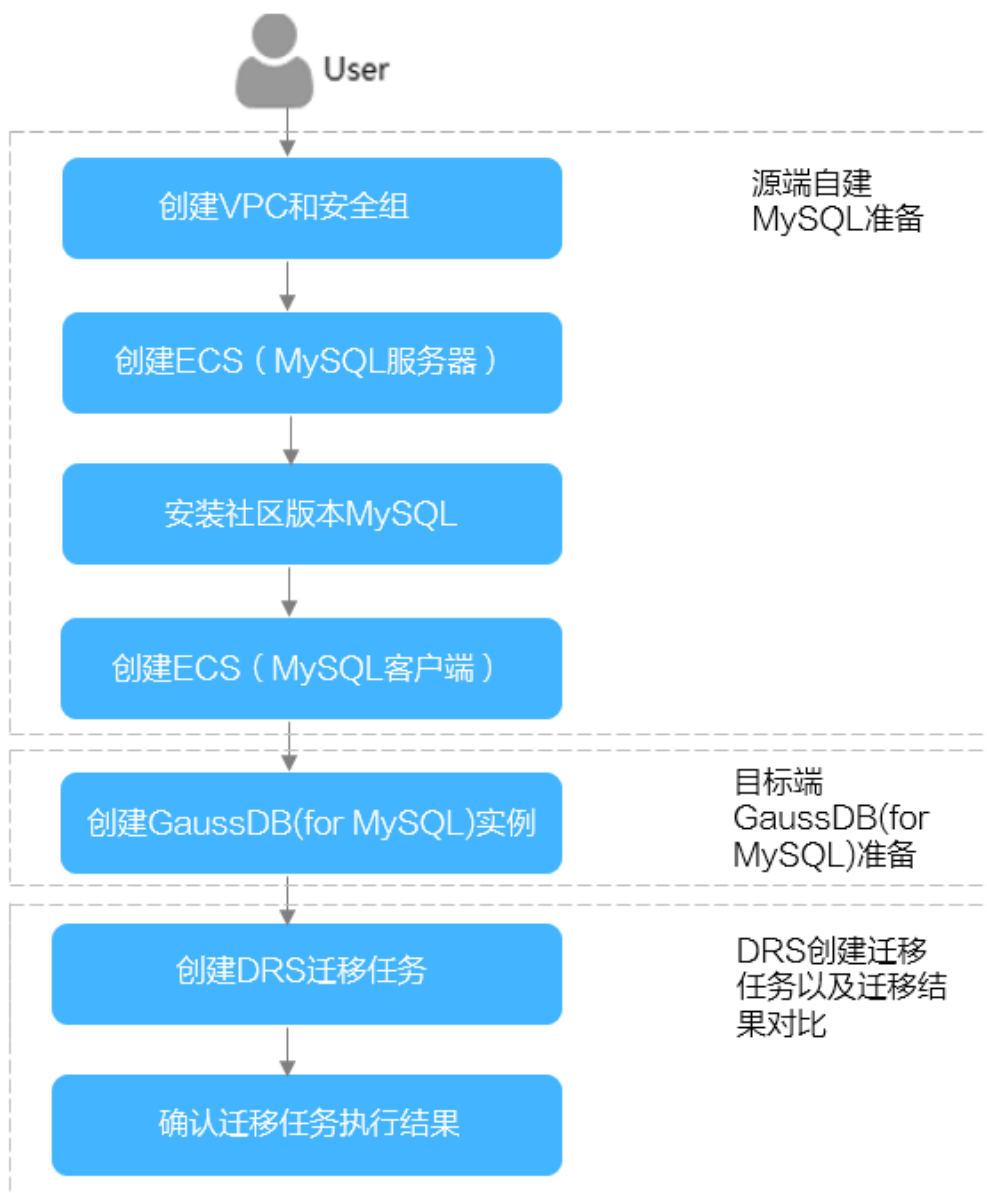 User
创建VPC和安全组
源端自建
MySQL准备
创建ECS（MySQL服务器）
安装社区版本MySQL
创建ECS（MySQL客户端）
创建GaussDB(for MySQL)实例
目标端
GaussDB(for
MySQL)准备
创建DRS迁移任务
DRS创建迁移
任务以及迁移结
果对比
确认迁移任务执行结果